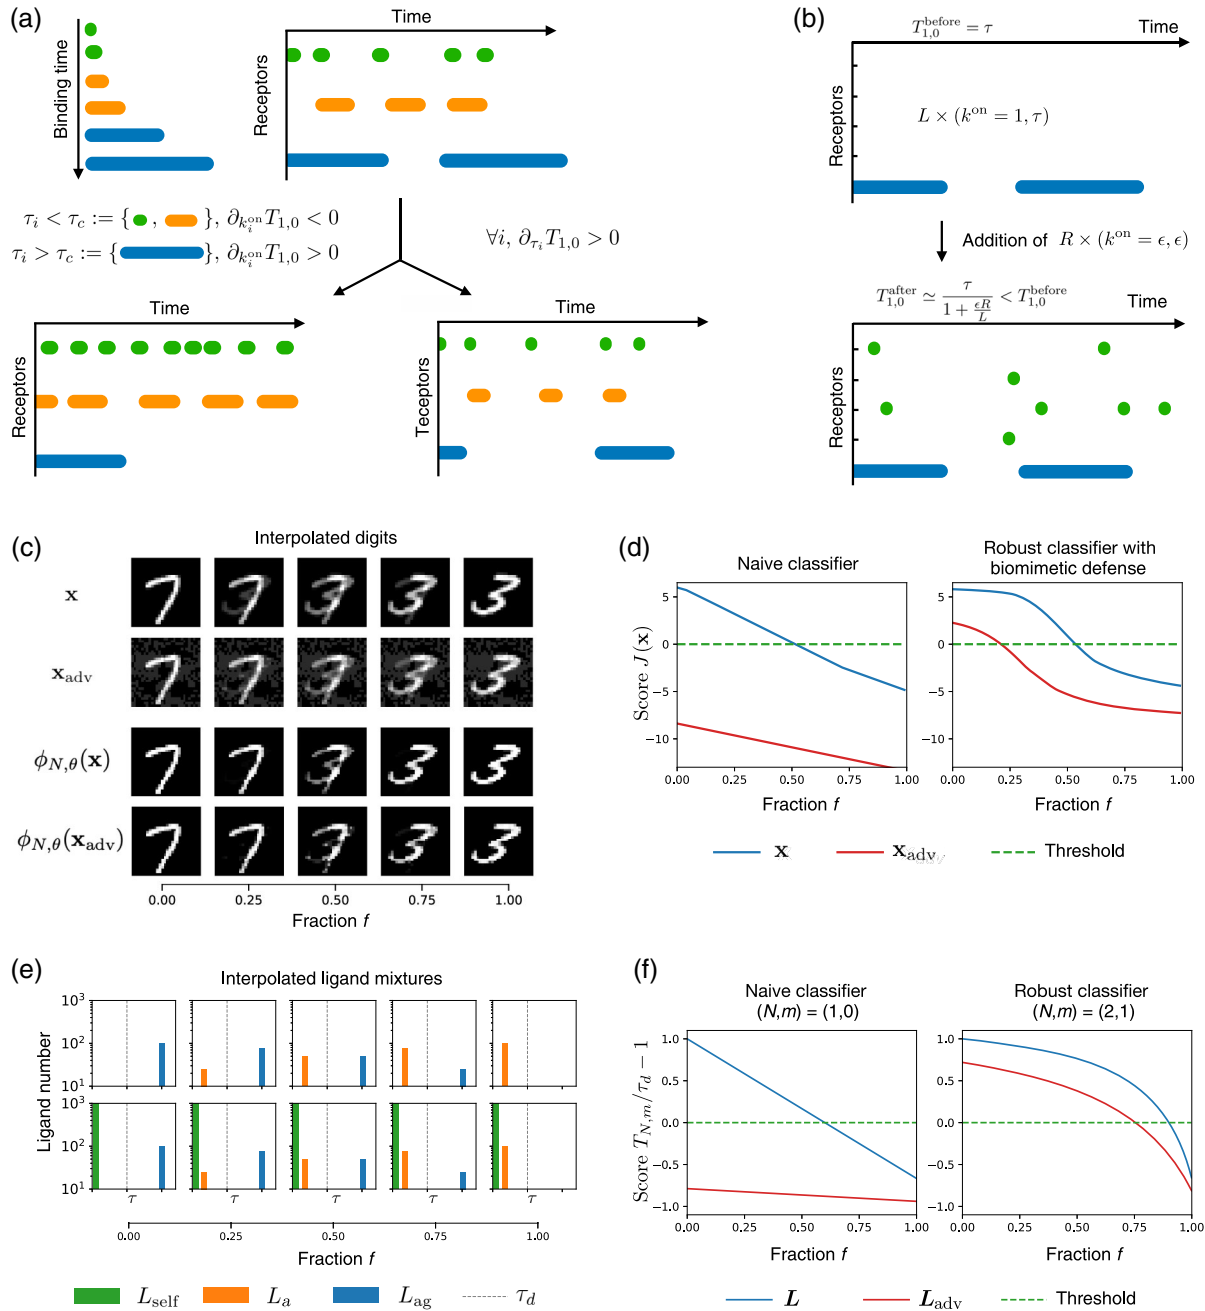 (a)
Binding time
Time
Receptors
τ_i < τ_c := { , }, ∂_{k_i^on} T_{1,0} < 0
τ_i > τ_c := { }, ∂_{k_i^on} T_{1,0} > 0
∀i, ∂_{τ_i} T_{1,0} > 0
Time
Receptors
Time
Teceptors
(b)
T_{1,0}^before = τ
Time
Receptors
L × (k^on = 1, τ)
Addition of R × (k^on = ϵ, ϵ)
T_{1,0}^after ≃ τ / (1 + ϵR/L) < T_{1,0}^before
Time
Receptors
(c)
Interpolated digits
x
x_adv
ϕ_{N,θ}(x)
ϕ_{N,θ}(x_adv)
0.00 0.25 0.50 0.75 1.00
Fraction f
(d)
Naive classifier
Robust classifier with
biomimetic defense
Score J(x)
5
0
−5
−10
0.00 0.25 0.50 0.75 1.00
Fraction f
5
0
−5
−10
0.00 0.25 0.50 0.75 1.00
Fraction f
x x_adv Threshold
(e)
Interpolated ligand mixtures
Ligand number
10^3
10^2
10^1
10^3
10^2
10^1
τ τ τ τ τ
0.00 0.25 0.50 0.75 1.00
Fraction f
L_self L_a L_ag τ_d
(f)
Naive classifier
(N,m) = (1,0)
Robust classifier
(N,m) = (2,1)
Score T_{N,m}/τ_d − 1
1.0
0.5
0.0
−0.5
−1.0
0.00 0.25 0.50 0.75 1.00
Fraction f
1.0
0.5
0.0
−0.5
−1.0
0.00 0.25 0.50 0.75 1.00
Fraction f
L L_adv Threshold